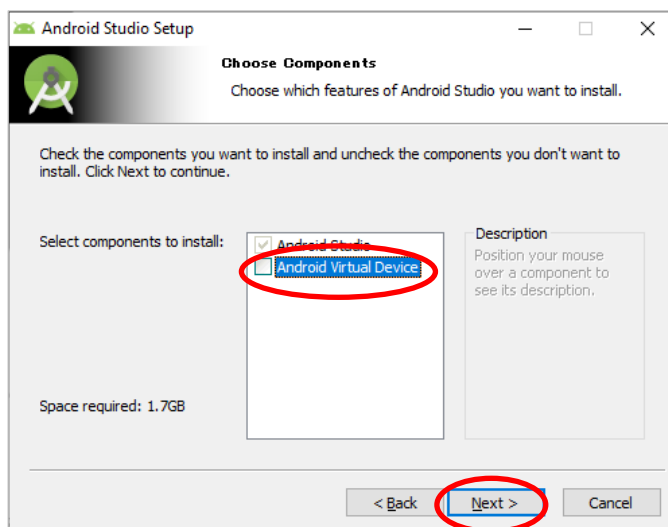 Android Studio Setup
Choose Components
Choose which features of Android Studio you want to install.
Check the components you want to install and uncheck the components you don't want to
install. Click Next to continue.
Select components to install:
Android Studio
Android Virtual Device
Description
Position your mouse
over a component to
see its description.
Space required: 1.7GB
< Back
Next >
Cancel